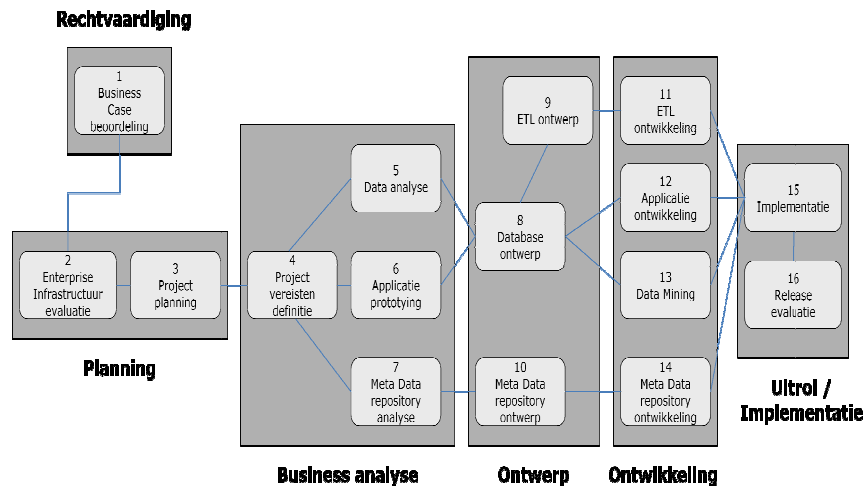 Rechtvaardiging
1
Business
Case
beoordeling
2
Enterprise
Infrastructuur
evaluatie
3
Project
planning
Planning
4
Project
vereisten
definitie
5
Data analyse
6
Applicatie
prototying
7
Meta Data
repository
analyse
Business analyse
8
Database
ontwerp
9
ETL ontwerp
10
Meta Data
repository
ontwerp
Ontwerp
11
ETL
ontwikkeling
12
Applicatie
ontwikkeling
13
Data Mining
14
Meta Data
repository
ontwikkeling
Ontwikkeling
15
Implementatie
16
Release
evaluatie
Uitrol /
Implementatie